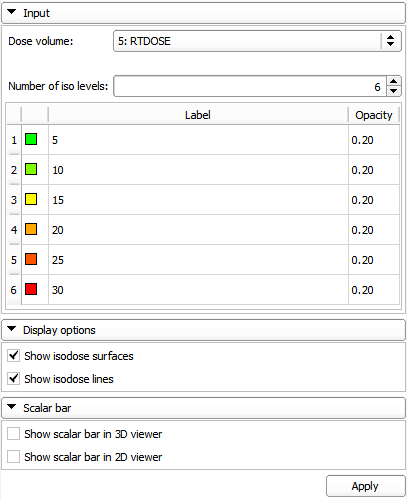 Input
Dose volume: 5: RTDOSE
Number of iso levels: 6
Label Opacity
1 5 0.20
2 10 0.20
3 15 0.20
4 20 0.20
5 25 0.20
6 30 0.20
Display options
Show isodose surfaces
Show isodose lines
Scalar bar
Show scalar bar in 3D viewer
Show scalar bar in 2D viewer
Apply